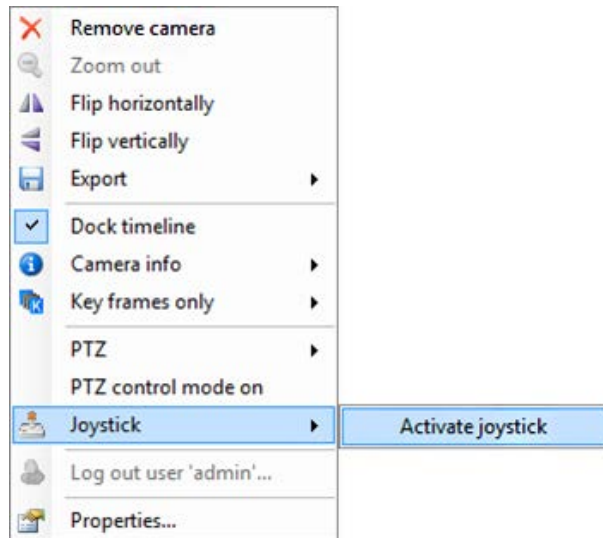 Remove camera
Zoom out
Flip horizontally
Flip vertically
Export
Dock timeline
Camera info
Key frames only
PTZ
PTZ control mode on
Joystick
Activate joystick
Log out user 'admin'...
Properties...